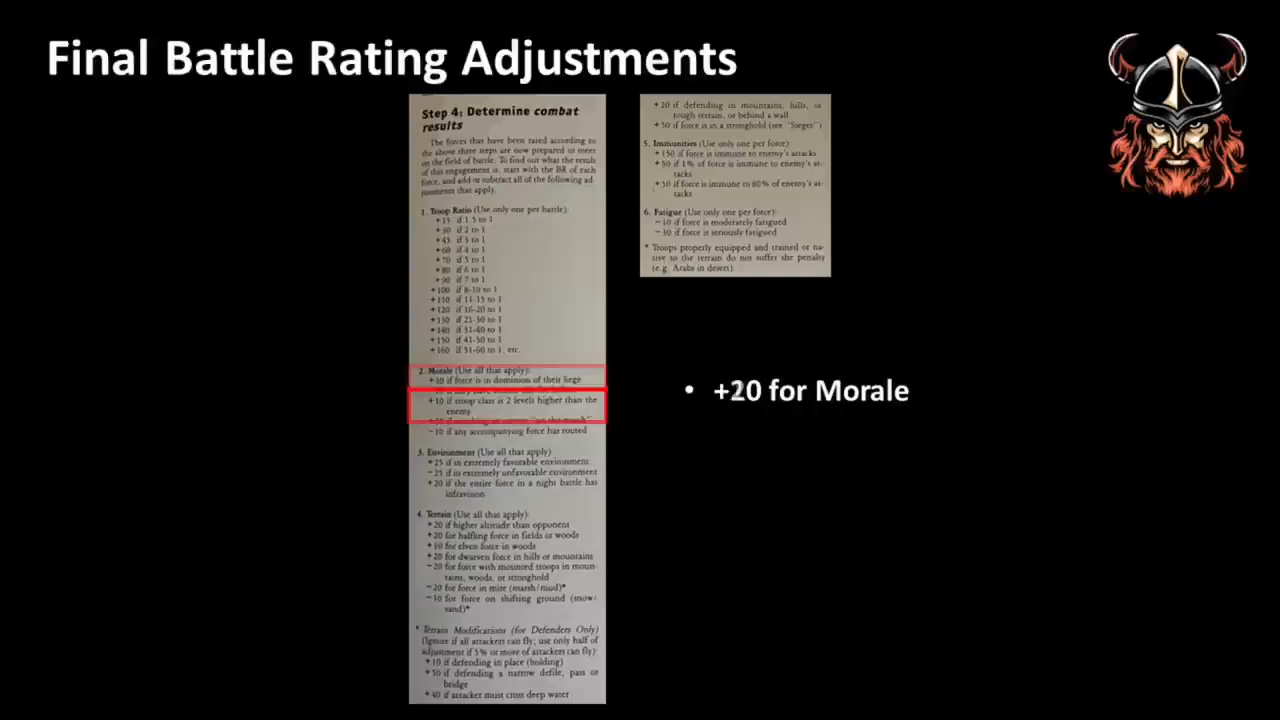 Final Battle Rating Adjustments
Step 4: Determine combat
results
The forces that have been rated according to
the above three steps are now prepared to meet
on the field of battle. To find out what the result
of this engagement is, start with the BR of each
force, and add or subtract all of the following ad-
justments that apply.
1. Troop Ratio (Use only one per battle):
+15 if 1.5 to 1
+30 if 2 to 1
+45 if 3 to 1
+60 if 4 to 1
+70 if 5 to 1
+80 if 6 to 1
+90 if 7 to 1
+100 if 8-10 to 1
+110 if 11-15 to 1
+120 if 16-20 to 1
+130 if 21-30 to 1
+140 if 31-40 to 1
+150 if 41-50 to 1
+160 if 51-60 to 1, etc.
2. Morale (Use all that apply):
+10 if force is in dominion of their liege
+10 if troop class is 2 levels higher than the
enemy
-10 if any accompanying force has routed
3. Environment (Use all that apply)
+25 if in extremely favorable environment
-25 if in extremely unfavorable environment
+20 if the entire force in a night battle has
infravision
4. Terrain (Use all that apply):
+20 if higher altitude than opponent
+20 for halfling force in fields or woods
+10 for elven force in woods
+20 for dwarven force in hills or mountains
-20 for force with mounted troops in moun-
tains, woods, or stronghold
-20 for force in mire (marsh/mud)*
-10 for force on shifting ground (snow/
sand)*
* Terrain Modifications (for Defenders Only)
(Ignore if all attackers can fly; use only half of
adjustment if 5% or more of attackers can fly):
+10 if defending in place (holding)
+50 if defending a narrow defile, pass or
bridge
+40 if attacker must cross deep water
+20 if defending in mountains, hills, or
rough terrain, or behind a wall
+50 if force is in a stronghold (see "Sieges")
5. Immunities (Use only one per force):
+150 if force is immune to enemy's attacks
+50 if 1% of force is immune to enemy's at-
tacks
+50 if force is immune to 80% of enemy's at-
tacks
6. Fatigue (Use only one per force):
-10 if force is moderately fatigued
-30 if force is seriously fatigued
* Troops properly equipped and trained or na-
tive to the terrain do not suffer the penalty
(e.g. Arabs in desert)
• +20 for Morale